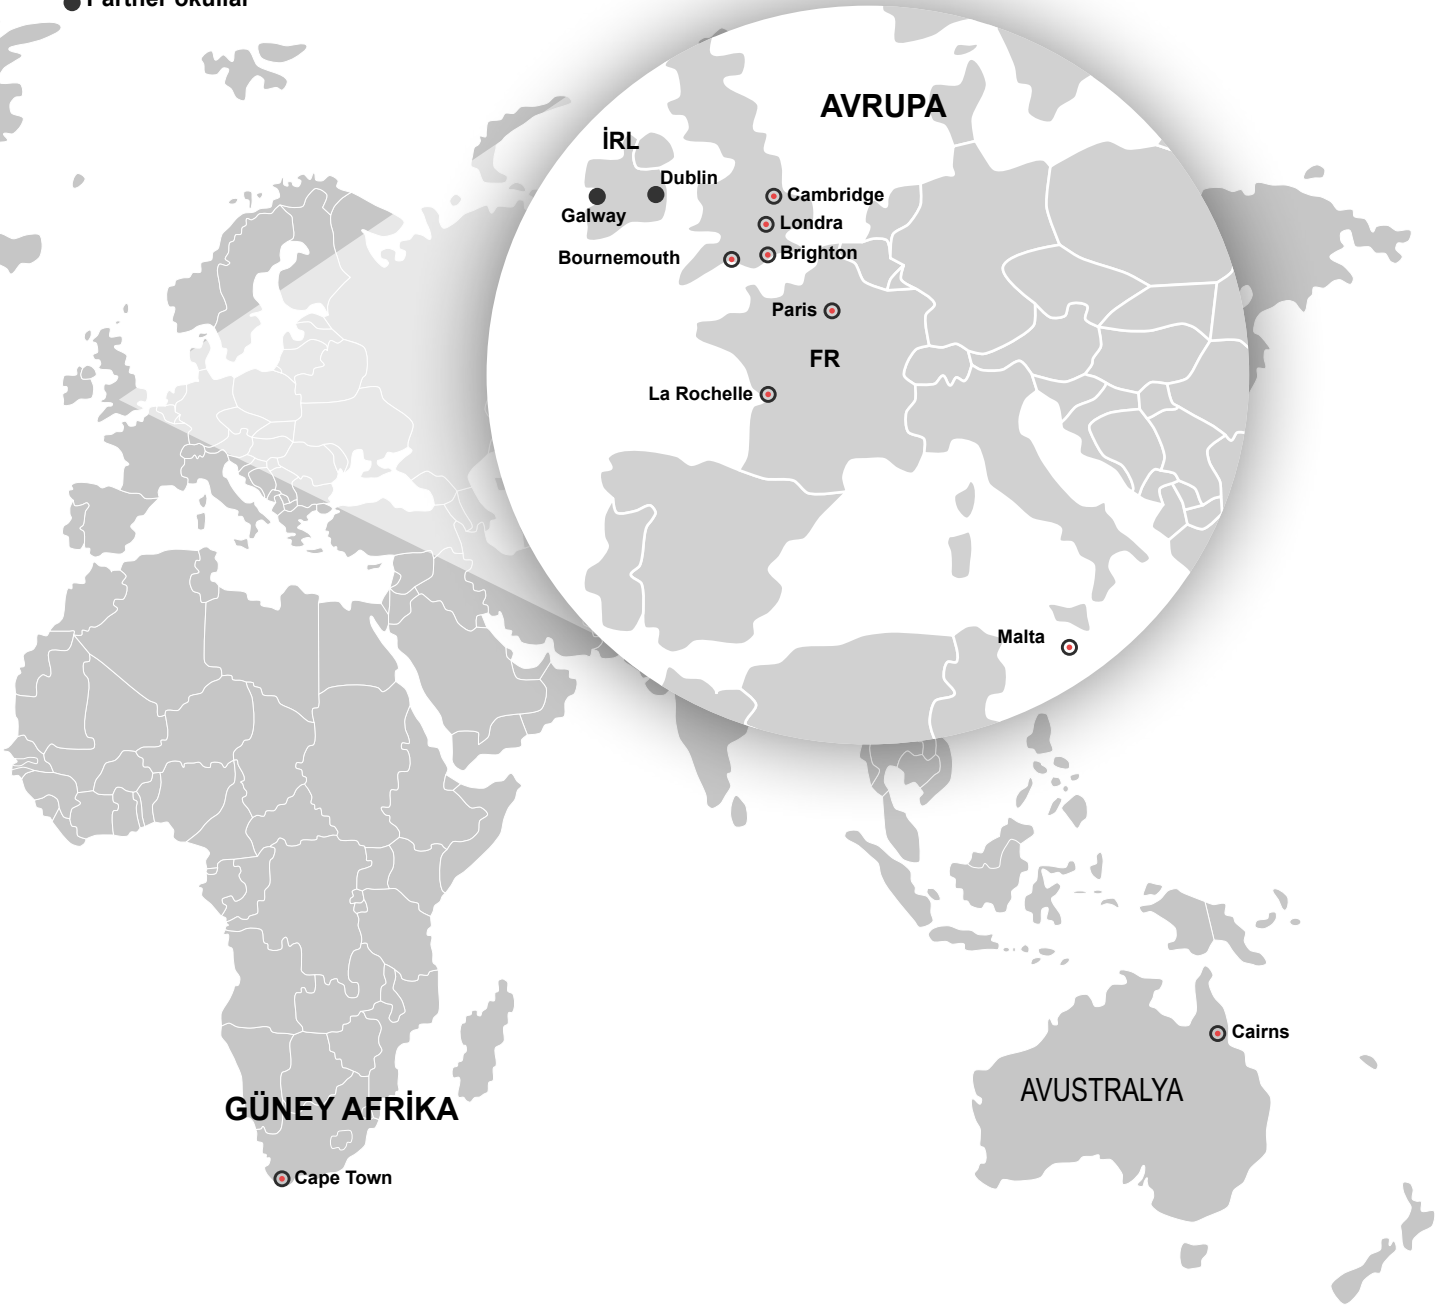 Partner okullar
AVRUPA
İRL
Dublin
Galway
Cambridge
Londra
Bournemouth
Brighton
Paris
FR
La Rochelle
Malta
Cairns
AVUSTRALYA
GÜNEY AFRİKA
Cape Town